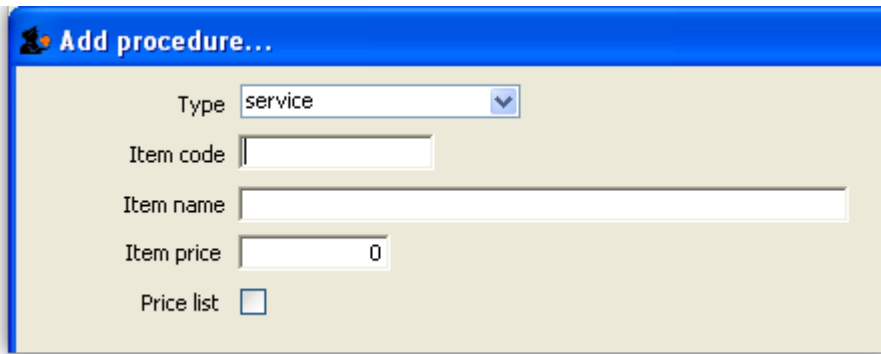 Add procedure...
Type service
Item code
Item name
Item price 0
Price list